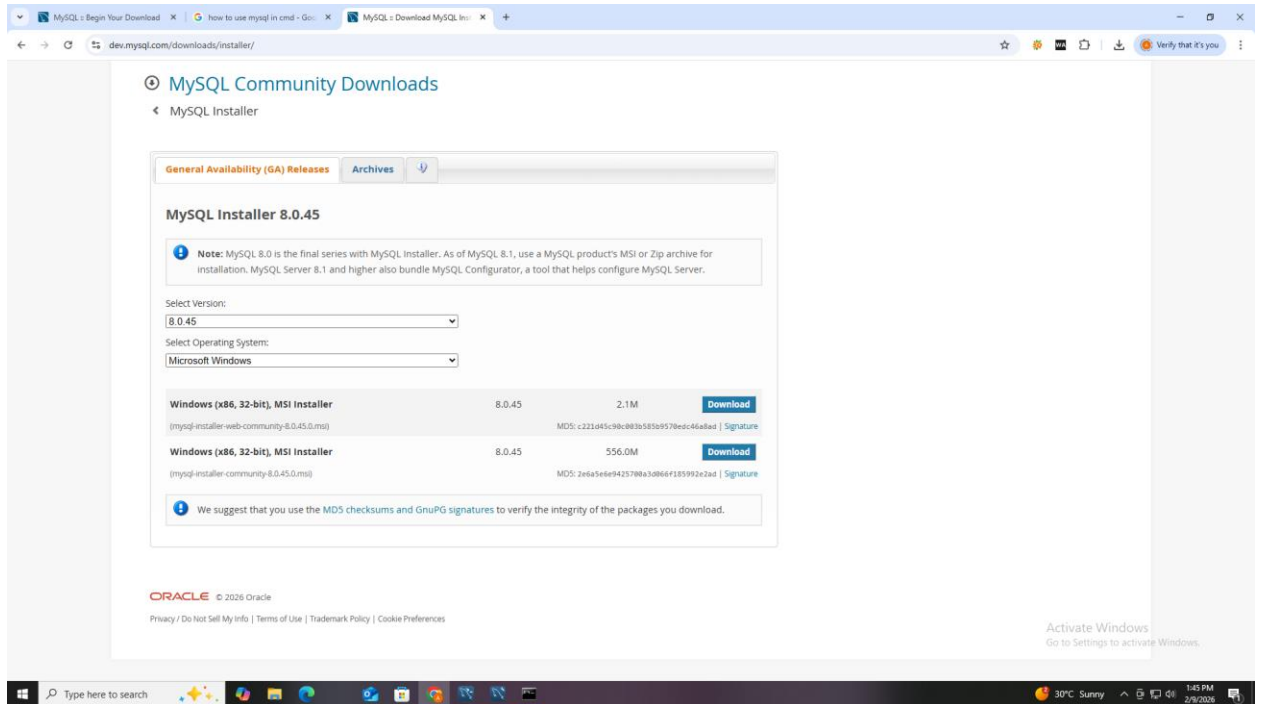 MySQL :: Begin Your Download
how to use mysql in cmd - Goo
MySQL :: Download MySQL Inst
dev.mysql.com/downloads/installer/
WA
Verify that it's you
MySQL Community Downloads
MySQL Installer
General Availability (GA) Releases
Archives
MySQL Installer 8.0.45
Note: MySQL 8.0 is the final series with MySQL Installer. As of MySQL 8.1, use a MySQL product's MSI or Zip archive for
installation. MySQL Server 8.1 and higher also bundle MySQL Configurator, a tool that helps configure MySQL Server.
Select Version:
8.0.45
Select Operating System:
Microsoft Windows
Windows (x86, 32-bit), MSI Installer 8.0.45 2.1M Download
(mysql-installer-web-community-8.0.45.0.msi) MD5: | Signature
Windows (x86, 32-bit), MSI Installer 8.0.45 556.0M Download
(mysql-installer-community-8.0.45.0.msi) MD5: | Signature
We suggest that you use the MD5 checksums and GnuPG signatures to verify the integrity of the packages you download.
ORACLE © 2026 Oracle
Privacy / Do Not Sell My Info | Terms of Use | Trademark Policy | Cookie Preferences
Activate Windows
Go to Settings to activate Windows.
Type here to search
30°C Sunny
1:45 PM
2/9/2026